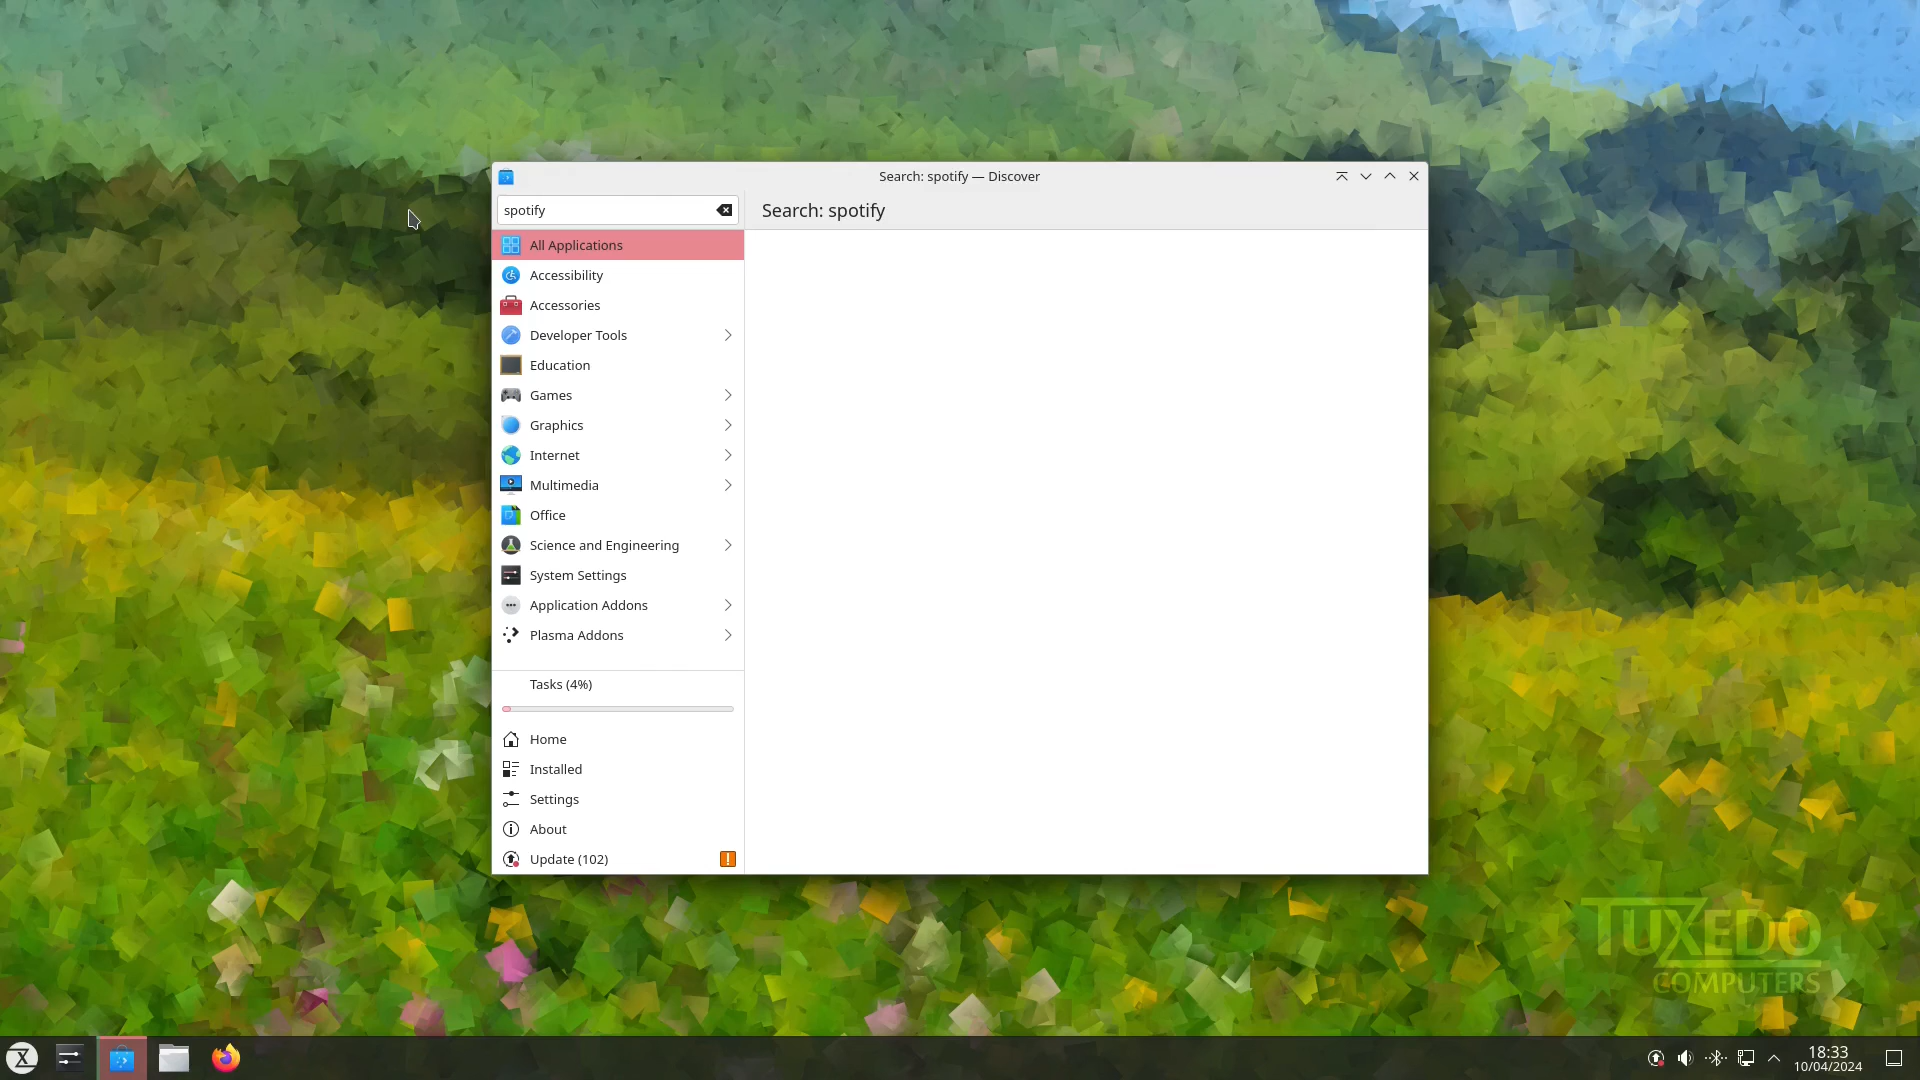 Search: spotify — Discover
spotify
Search: spotify
All Applications
Accessibility
Accessories
Developer Tools
Education
Games
Graphics
Internet
Multimedia
Office
Science and Engineering
System Settings
Application Addons
Plasma Addons
Tasks (4%)
Home
Installed
Settings
About
Update (102)
TUXEDO
COMPUTERS
18:33
10/04/2024